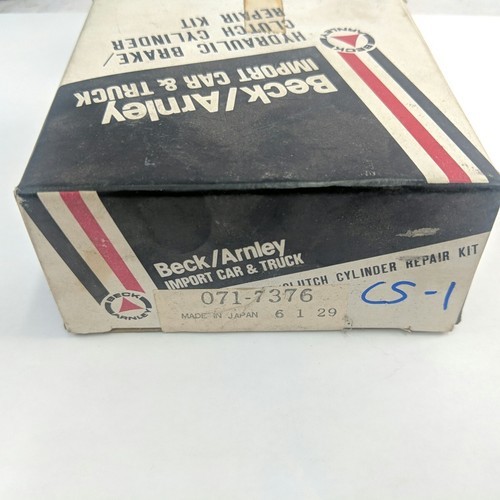 HYDRAULIC BRAKE/
CLUTCH CYLINDER
REPAIR KIT
BECK
ARNLEY
Beck/Arnley
IMPORT CAR & TRUCK
Beck/Arnley
IMPORT CAR & TRUCK
CLUTCH CYLINDER REPAIR KIT
BECK
ARNLEY
071-7376
MADE IN JAPAN 6 1 29
CS-1